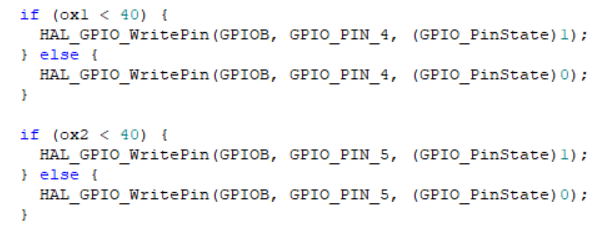 if (ox1 < 40) {
  HAL_GPIO_WritePin(GPIOB, GPIO_PIN_4, (GPIO_PinState)1);
} else {
  HAL_GPIO_WritePin(GPIOB, GPIO_PIN_4, (GPIO_PinState)0);
}

if (ox2 < 40) {
  HAL_GPIO_WritePin(GPIOB, GPIO_PIN_5, (GPIO_PinState)1);
} else {
  HAL_GPIO_WritePin(GPIOB, GPIO_PIN_5, (GPIO_PinState)0);
}